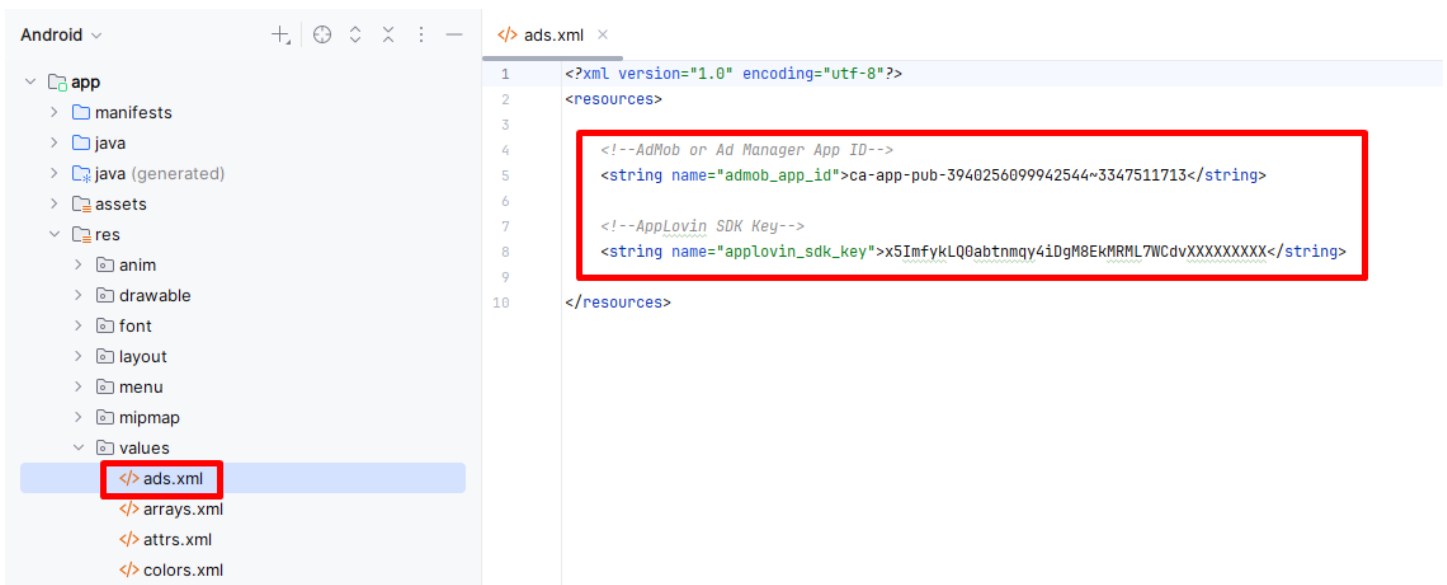 Android
app
manifests
java
java (generated)
assets
res
anim
drawable
font
layout
menu
mipmap
values
</> ads.xml
</> arrays.xml
</> attrs.xml
</> colors.xml
</> ads.xml ×
1 <?xml version="1.0" encoding="utf-8"?>
2 <resources>
3
4 <!--AdMob or Ad Manager App ID-->
5 <string name="admob_app_id">ca-app-pub-3940256099942544~3347511713</string>
6
7 <!--AppLovin SDK Key-->
8 <string name="applovin_sdk_key">x5ImfykLQ0abtnmqy4iDgM8EkMRML7WCdvXXXXXXXXX</string>
9
10 </resources>